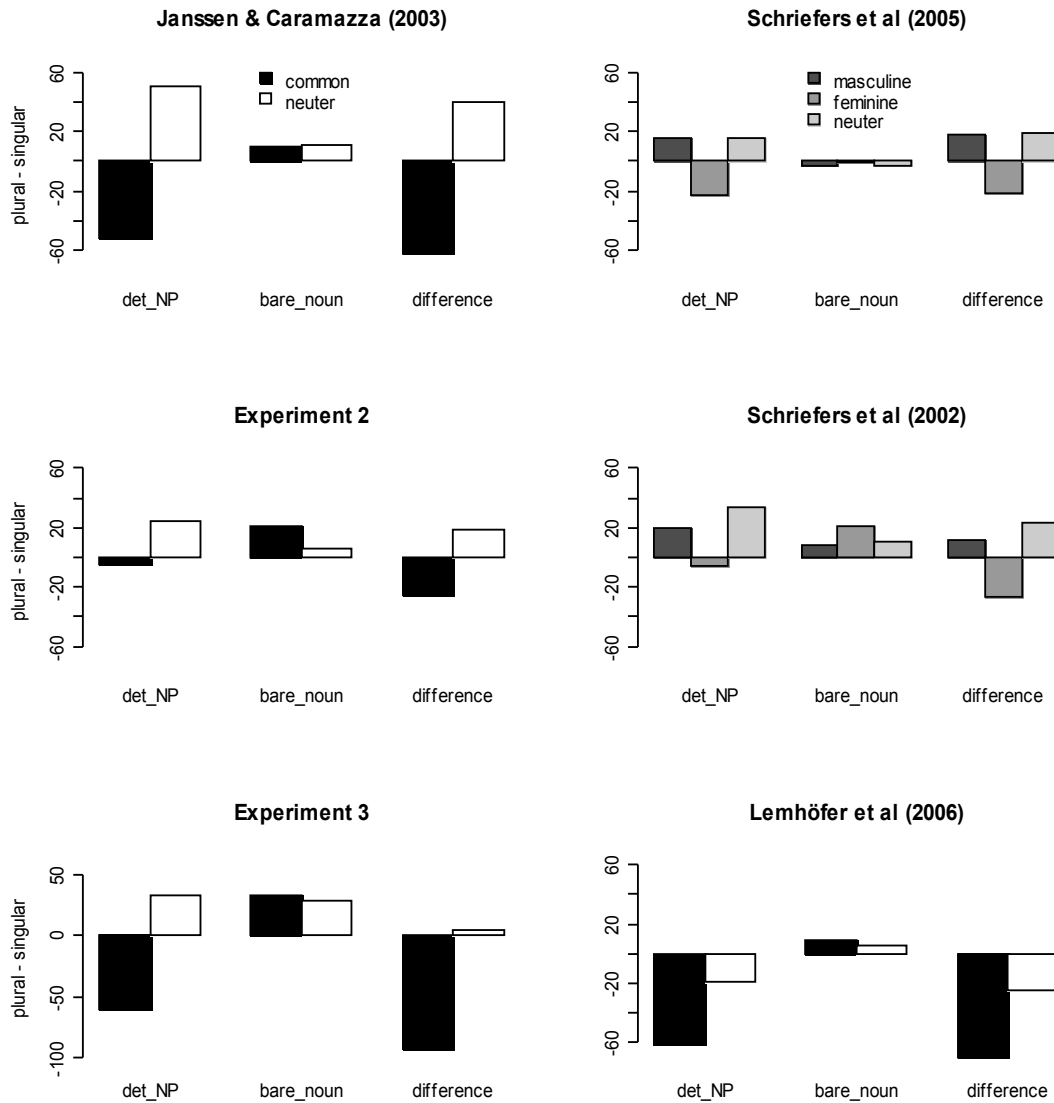 Janssen & Caramazza (2003)
plural - singular
60
20
-20
-60
common
neuter
det_NP bare_noun difference
Schriefers et al (2005)
60
20
-20
-60
masculine
feminine
neuter
det_NP bare_noun difference
Experiment 2
plural - singular
60
20
-20
-60
det_NP bare_noun difference
Schriefers et al (2002)
60
20
-20
-60
det_NP bare_noun difference
Experiment 3
plural - singular
50
0
-50
-100
det_NP bare_noun difference
Lemhöfer et al (2006)
60
20
-20
-60
det_NP bare_noun difference